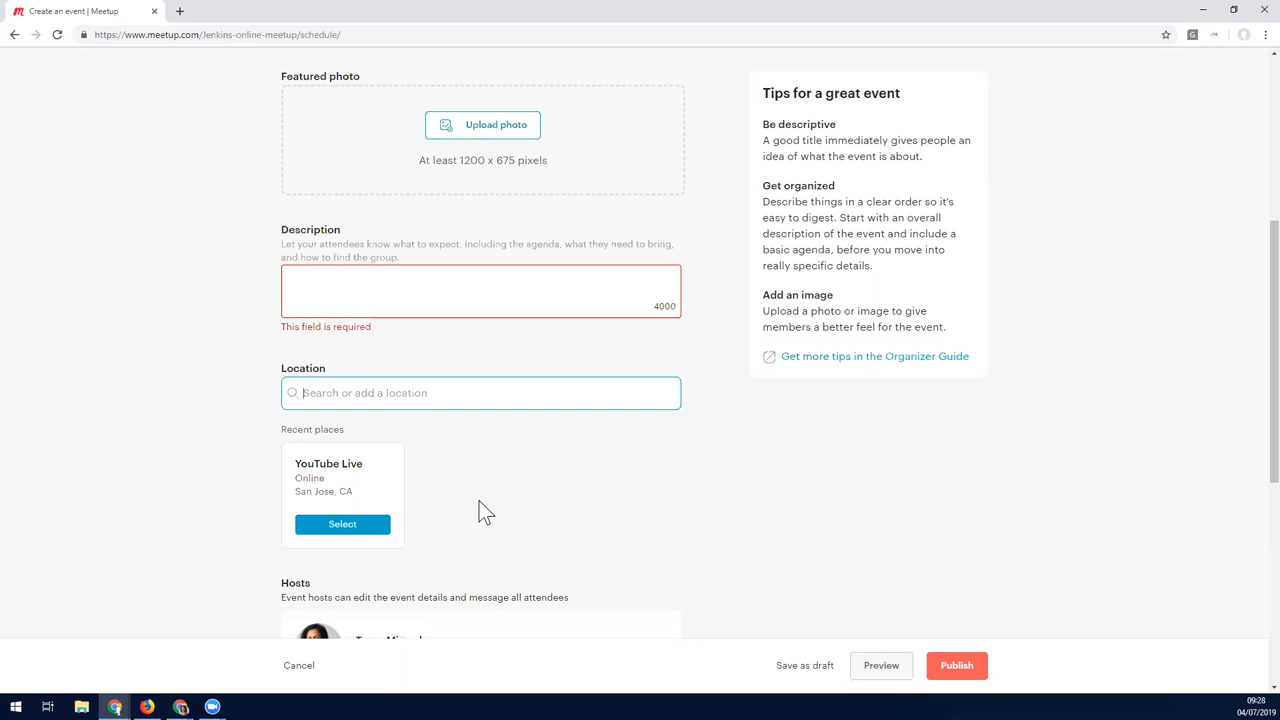 Create an event | Meetup
https://www.meetup.com/Jenkins-online-meetup/schedule/
Featured photo
Upload photo
At least 1200 x 675 pixels
Description
Let your attendees know what to expect, including the agenda, what they need to bring,
and how to find the group.
4000
This field is required
Location
Search or add a location
Recent places
YouTube Live
Online
San Jose, CA
Select
Hosts
Event hosts can edit the event details and message all attendees
Tips for a great event
Be descriptive
A good title immediately gives people an
idea of what the event is about.
Get organized
Describe things in a clear order so it's
easy to digest. Start with an overall
description of the event and include a
basic agenda, before you move into
really specific details.
Add an image
Upload a photo or image to give
members a better feel for the event.
Get more tips in the Organizer Guide
Cancel
Save as draft
Preview
Publish
09:28
04/07/2019